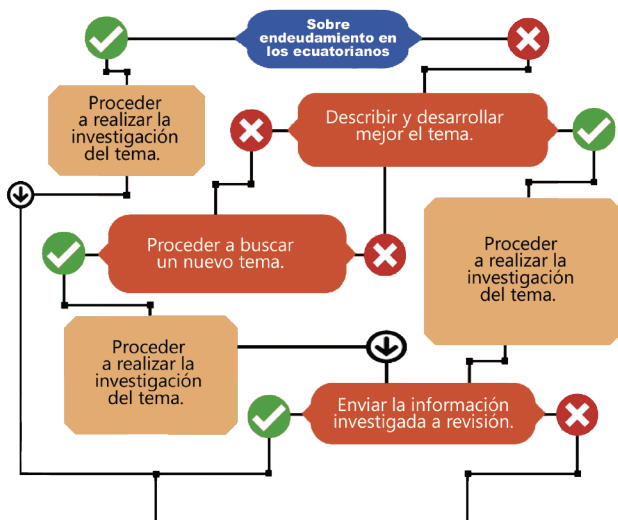 Sobre
endeudamiento en
los ecuatorianos
Proceder
a realizar la
investigación
del tema.
Describir y desarrollar
mejor el tema.
Proceder a buscar
un nuevo tema.
Proceder
a realizar la
investigación
del tema.
Proceder
a realizar la
investigación
del tema.
Enviar la información
investigada a revisión.